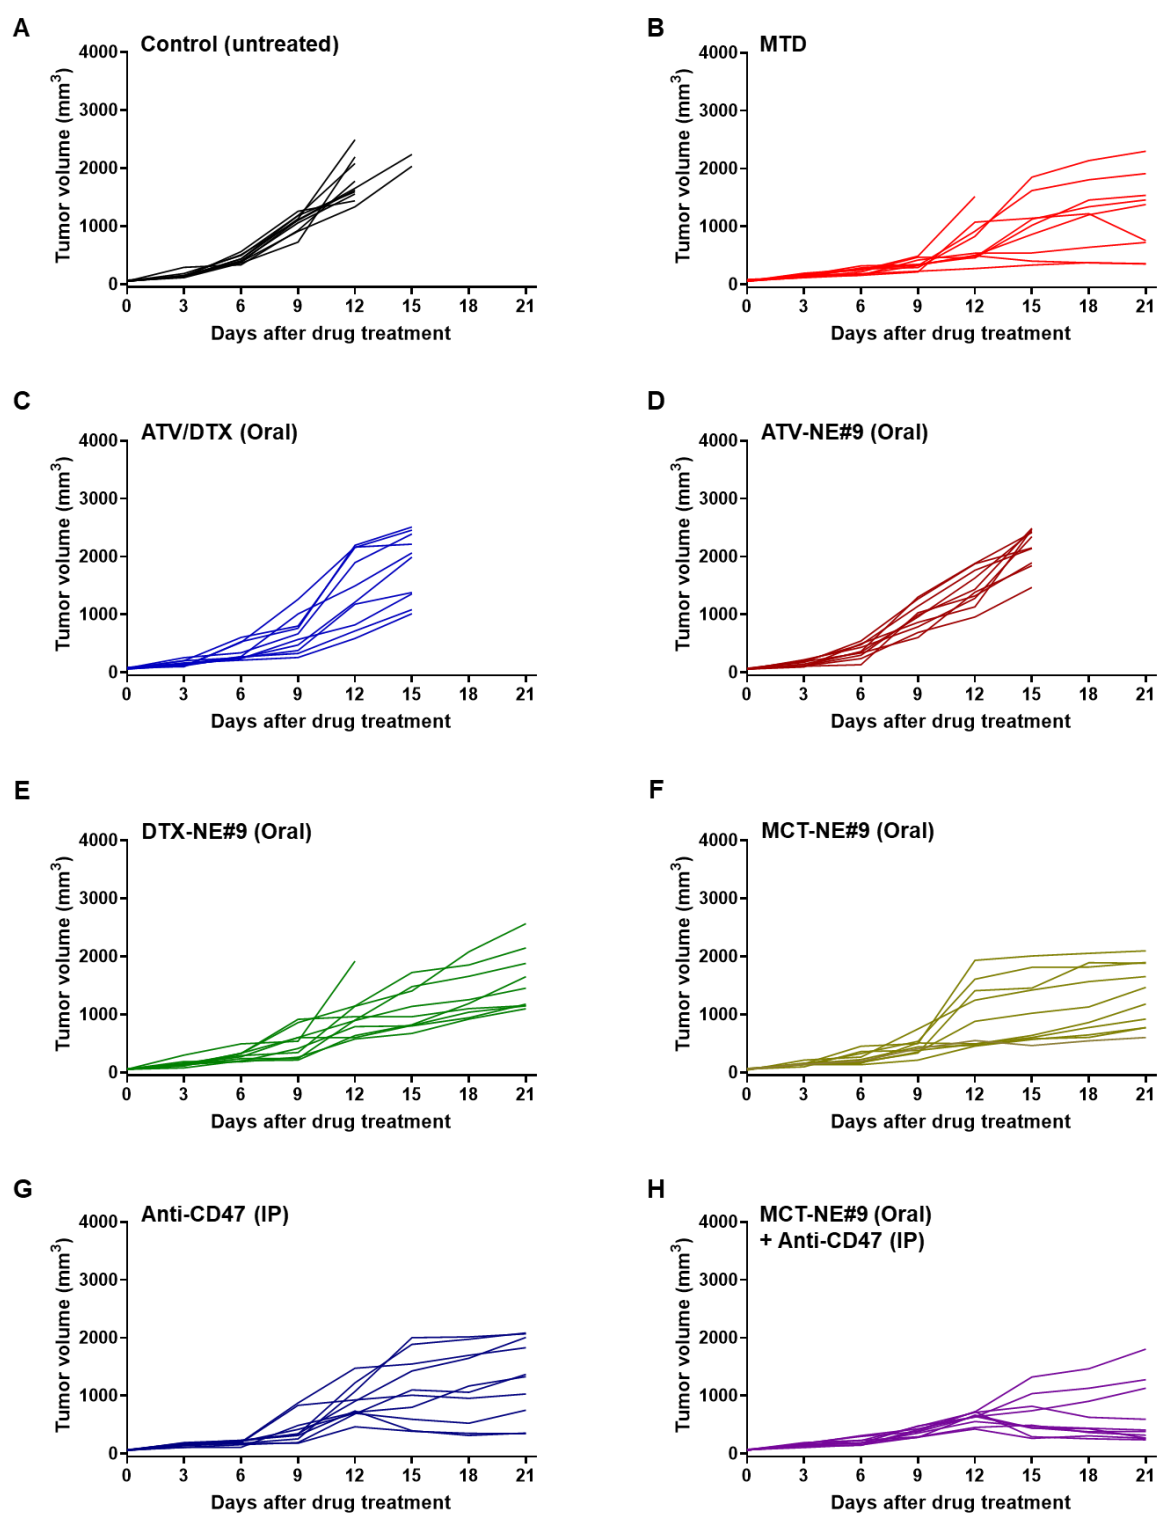 A
Control (untreated)
Tumor volume (mm³)
4000
3000
2000
1000
0
0 3 6 9 12 15 18 21
Days after drug treatment
B
MTD
Tumor volume (mm³)
4000
3000
2000
1000
0
0 3 6 9 12 15 18 21
Days after drug treatment
C
ATV/DTX (Oral)
Tumor volume (mm³)
4000
3000
2000
1000
0
0 3 6 9 12 15 18 21
Days after drug treatment
D
ATV-NE#9 (Oral)
Tumor volume (mm³)
4000
3000
2000
1000
0
0 3 6 9 12 15 18 21
Days after drug treatment
E
DTX-NE#9 (Oral)
Tumor volume (mm³)
4000
3000
2000
1000
0
0 3 6 9 12 15 18 21
Days after drug treatment
F
MCT-NE#9 (Oral)
Tumor volume (mm³)
4000
3000
2000
1000
0
0 3 6 9 12 15 18 21
Days after drug treatment
G
Anti-CD47 (IP)
Tumor volume (mm³)
4000
3000
2000
1000
0
0 3 6 9 12 15 18 21
Days after drug treatment
H
MCT-NE#9 (Oral)
+ Anti-CD47 (IP)
Tumor volume (mm³)
4000
3000
2000
1000
0
0 3 6 9 12 15 18 21
Days after drug treatment